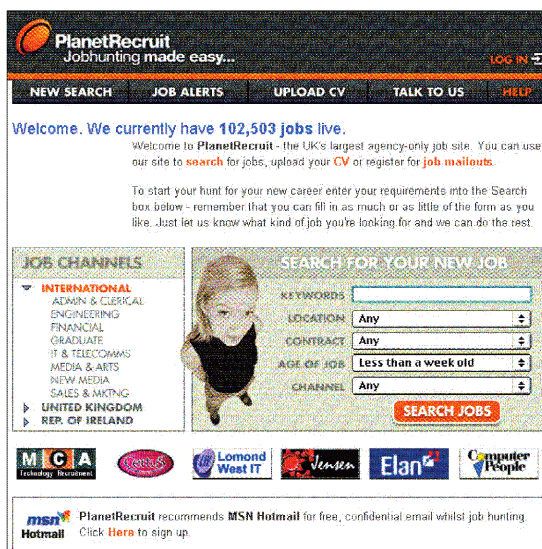 PlanetRecruit
Jobhunting made easy...
LOG IN
NEW SEARCH JOB ALERTS UPLOAD CV TALK TO US HELP
Welcome. We currently have 102,503 jobs live.
Welcome to PlanetRecruit - the UK's largest agency-only job site. You can use
our site to search for jobs, upload your CV or register for job mailouts.
To start your hunt for your new career enter your requirements into the Search
box below - remember that you can fill in as much or as little of the form as you
like. Just let us know what kind of job you're looking for and we can do the rest.
JOB CHANNELS
INTERNATIONAL
ADMIN & CLERICAL
ENGINEERING
FINANCIAL
GRADUATE
IT & TELECOMMS
MEDIA & ARTS
NEW MEDIA
SALES & MKTNG
UNITED KINGDOM
REP. OF IRELAND
SEARCH FOR YOUR NEW JOB
KEYWORDS
LOCATION Any
CONTRACT Any
AGE OF JOB Less than a week old
CHANNEL Any
SEARCH JOBS
MCA
Technology Recruitment
Lomond
West IT
Jensen
Elan
Computer
People
msn
Hotmail
PlanetRecruit recommends MSN Hotmail for free, confidential email whilst job hunting.
Click Here to sign up.